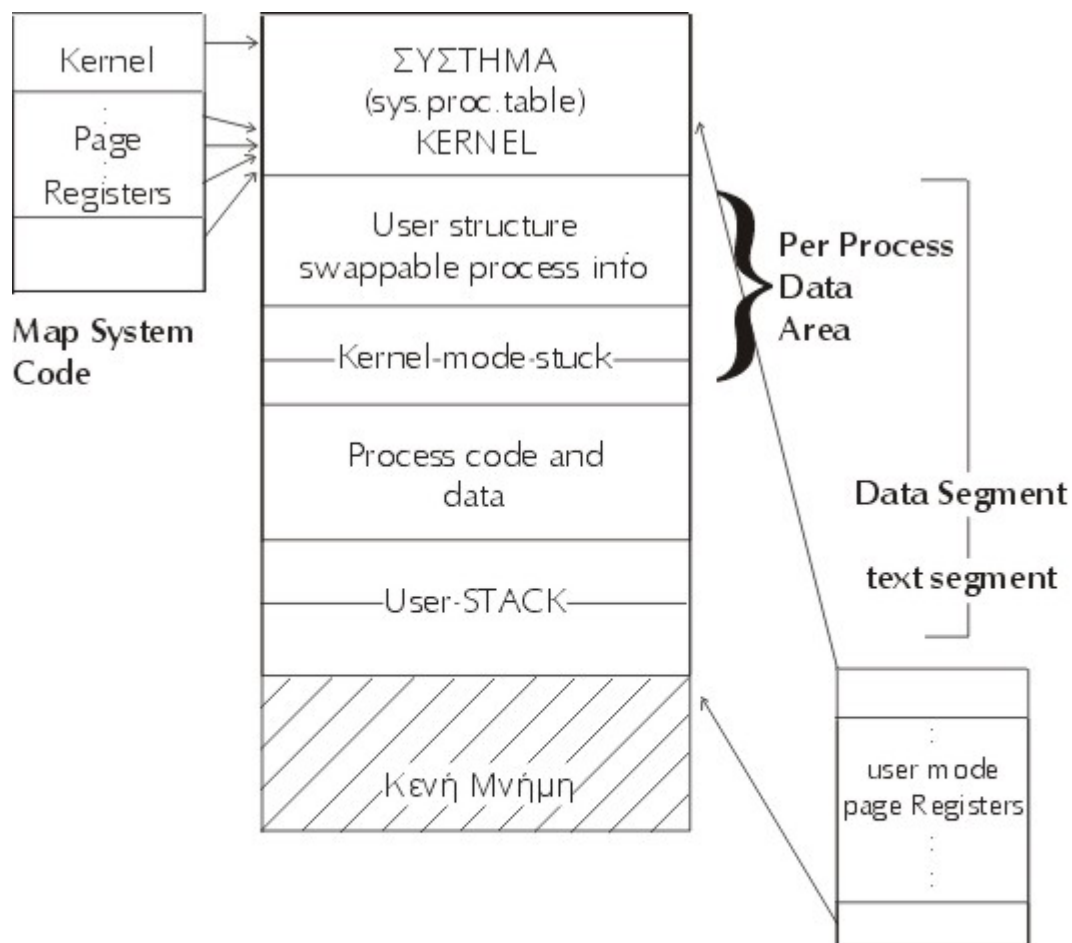 Kernel
Page
Registers
Map System
Code
ΣΥΣΤΗΜΑ
(sys.proc.table)
KERNEL
User structure
swappable process info
Kernel-mode-stuck
Process code and
data
User-STACK
Κενή Μνήμη
Per Process
Data
Area
Data Segment
text segment
user mode
page Registers